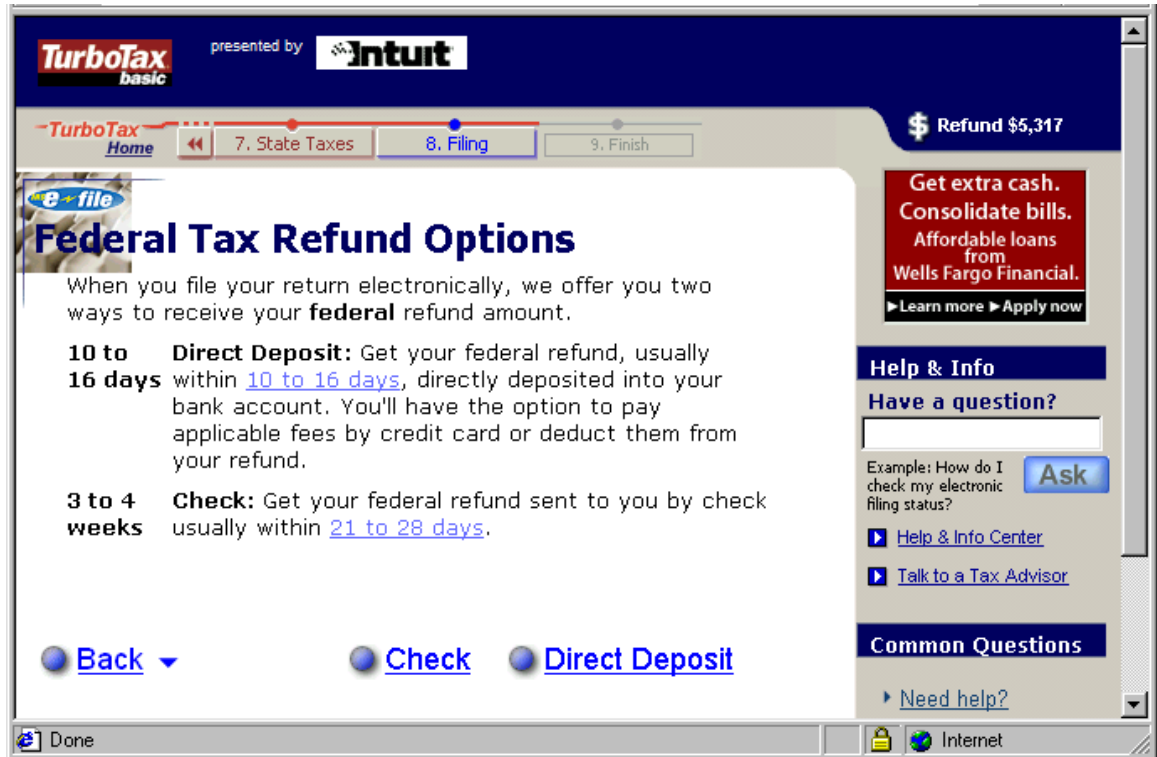 TurboTax
basic
presented by
Intuit
TurboTax
Home
7. State Taxes
8. Filing
9. Finish
$ Refund $5,317
e file
Federal Tax Refund Options
When you file your return electronically, we offer you two
ways to receive your federal refund amount.
10 to
16 days
Direct Deposit: Get your federal refund, usually
within 10 to 16 days, directly deposited into your
bank account. You'll have the option to pay
applicable fees by credit card or deduct them from
your refund.
3 to 4
weeks
Check: Get your federal refund sent to you by check
usually within 21 to 28 days.
Back
Check
Direct Deposit
Get extra cash.
Consolidate bills.
Affordable loans
from
Wells Fargo Financial.
Learn more Apply now
Help & Info
Have a question?
Example: How do I
check my electronic
filing status?
Ask
Help & Info Center
Talk to a Tax Advisor
Common Questions
Need help?
Done
Internet